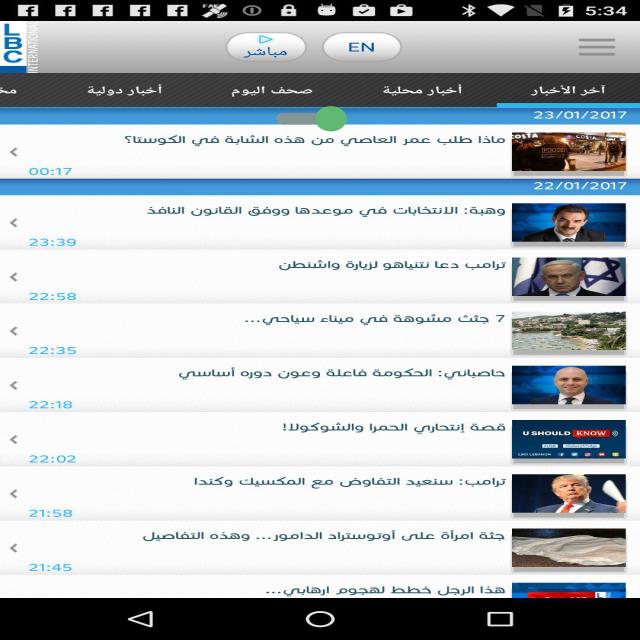 5:34
LBC
INTERNATIONAL
مباشر
EN
آخر الأخبار
أخبار محلية
صحف اليوم
أخبار دولية
23/01/2017
ماذا طلب عمر العاصي من هذه الشابة في الكوستا؟
00:17
22/01/2017
وهبة: الانتخابات في موعدها ووفق القانون النافذ
23:39
ترامب دعا نتنياهو لزيارة واشنطن
22:58
7 جثث مشوهة في ميناء سياحي...
22:35
حاصباني: الحكومة فاعلة وعون دوره أساسي
22:18
قصة إنتحاري الحمرا والشوكولا!
U SHOULD KNOW
22:02
ترامب: سنعيد التفاوض مع المكسيك وكندا
21:58
جثة امرأة على أوتوستراد الدامور... وهذه التفاصيل
21:45
هذا الرجل خطط لهجوم ارهابي...